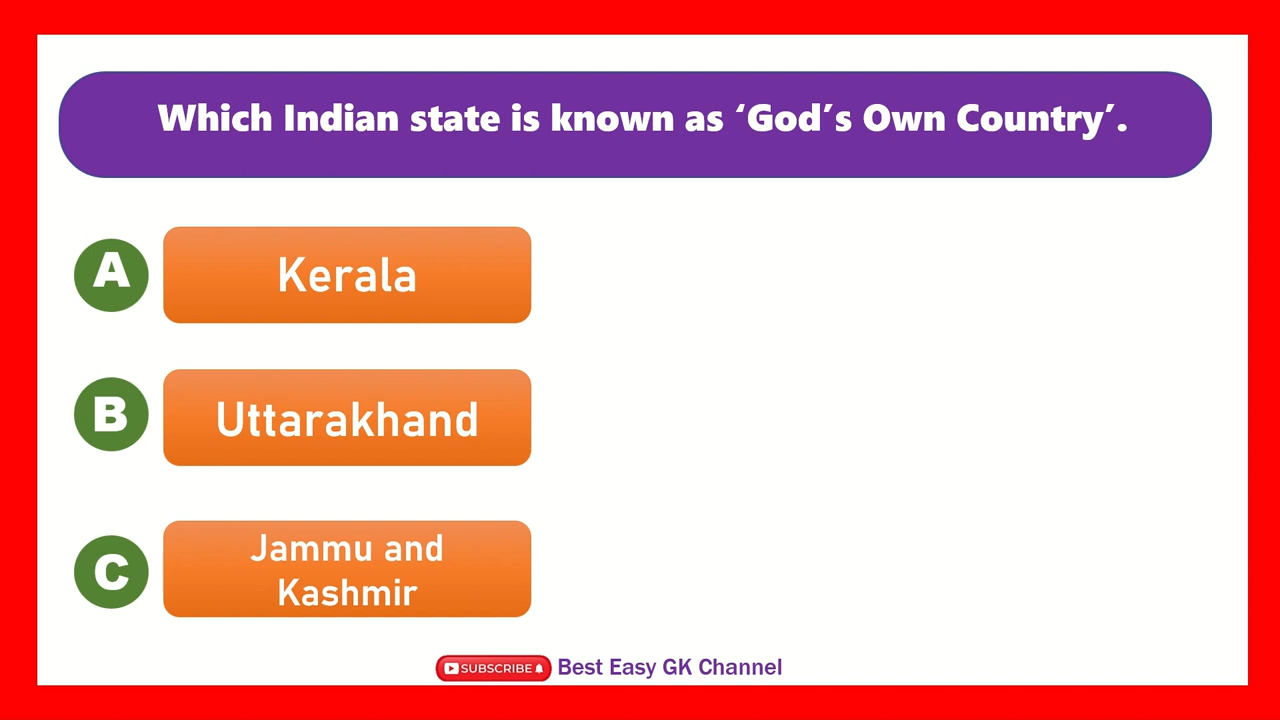 Which Indian state is known as ‘God’s Own Country’.
A
Kerala
B
Uttarakhand
C
Jammu and
Kashmir
SUBSCRIBE Best Easy GK Channel